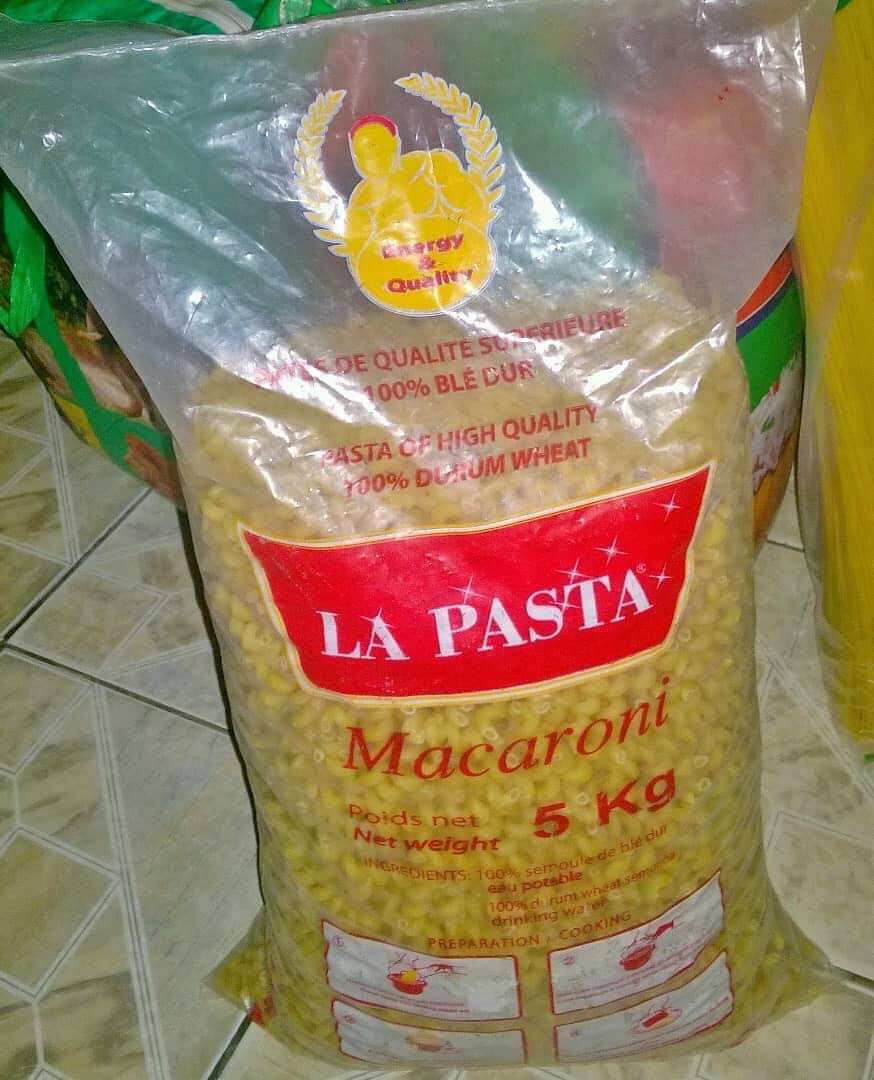 Energy
&
Quality
PATES DE QUALITÉ SUPERIEURE
100% BLÉ DUR
PASTA OF HIGH QUALITY
100% DURUM WHEAT
LA PASTA®
Macaroni
Poids net
Net weight
5 Kg
INGREDIENTS: 100% semoule de blé dur
eau potable
100% durum wheat semolina
drinking water
PREPARATION / COOKING